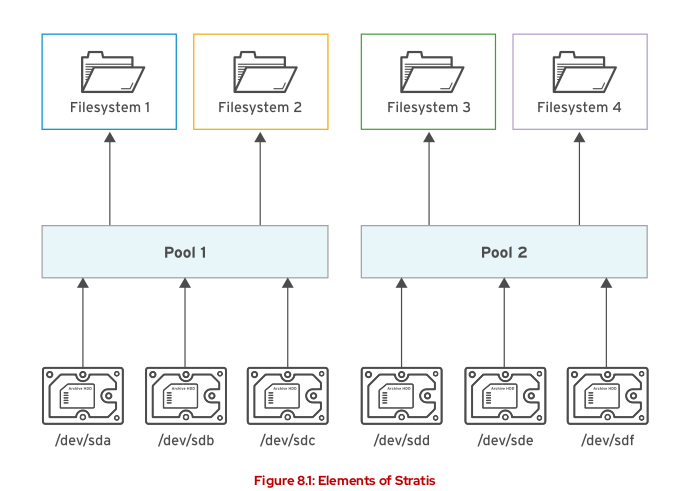 Filesystem 1
Filesystem 2
Filesystem 3
Filesystem 4
Pool 1
Pool 2
Archive HDD
Archive HDD
Archive HDD
Archive HDD
Archive HDD
Archive HDD
/dev/sda
/dev/sdb
/dev/sdc
/dev/sdd
/dev/sde
/dev/sdf
Figure 8.1: Elements of Stratis